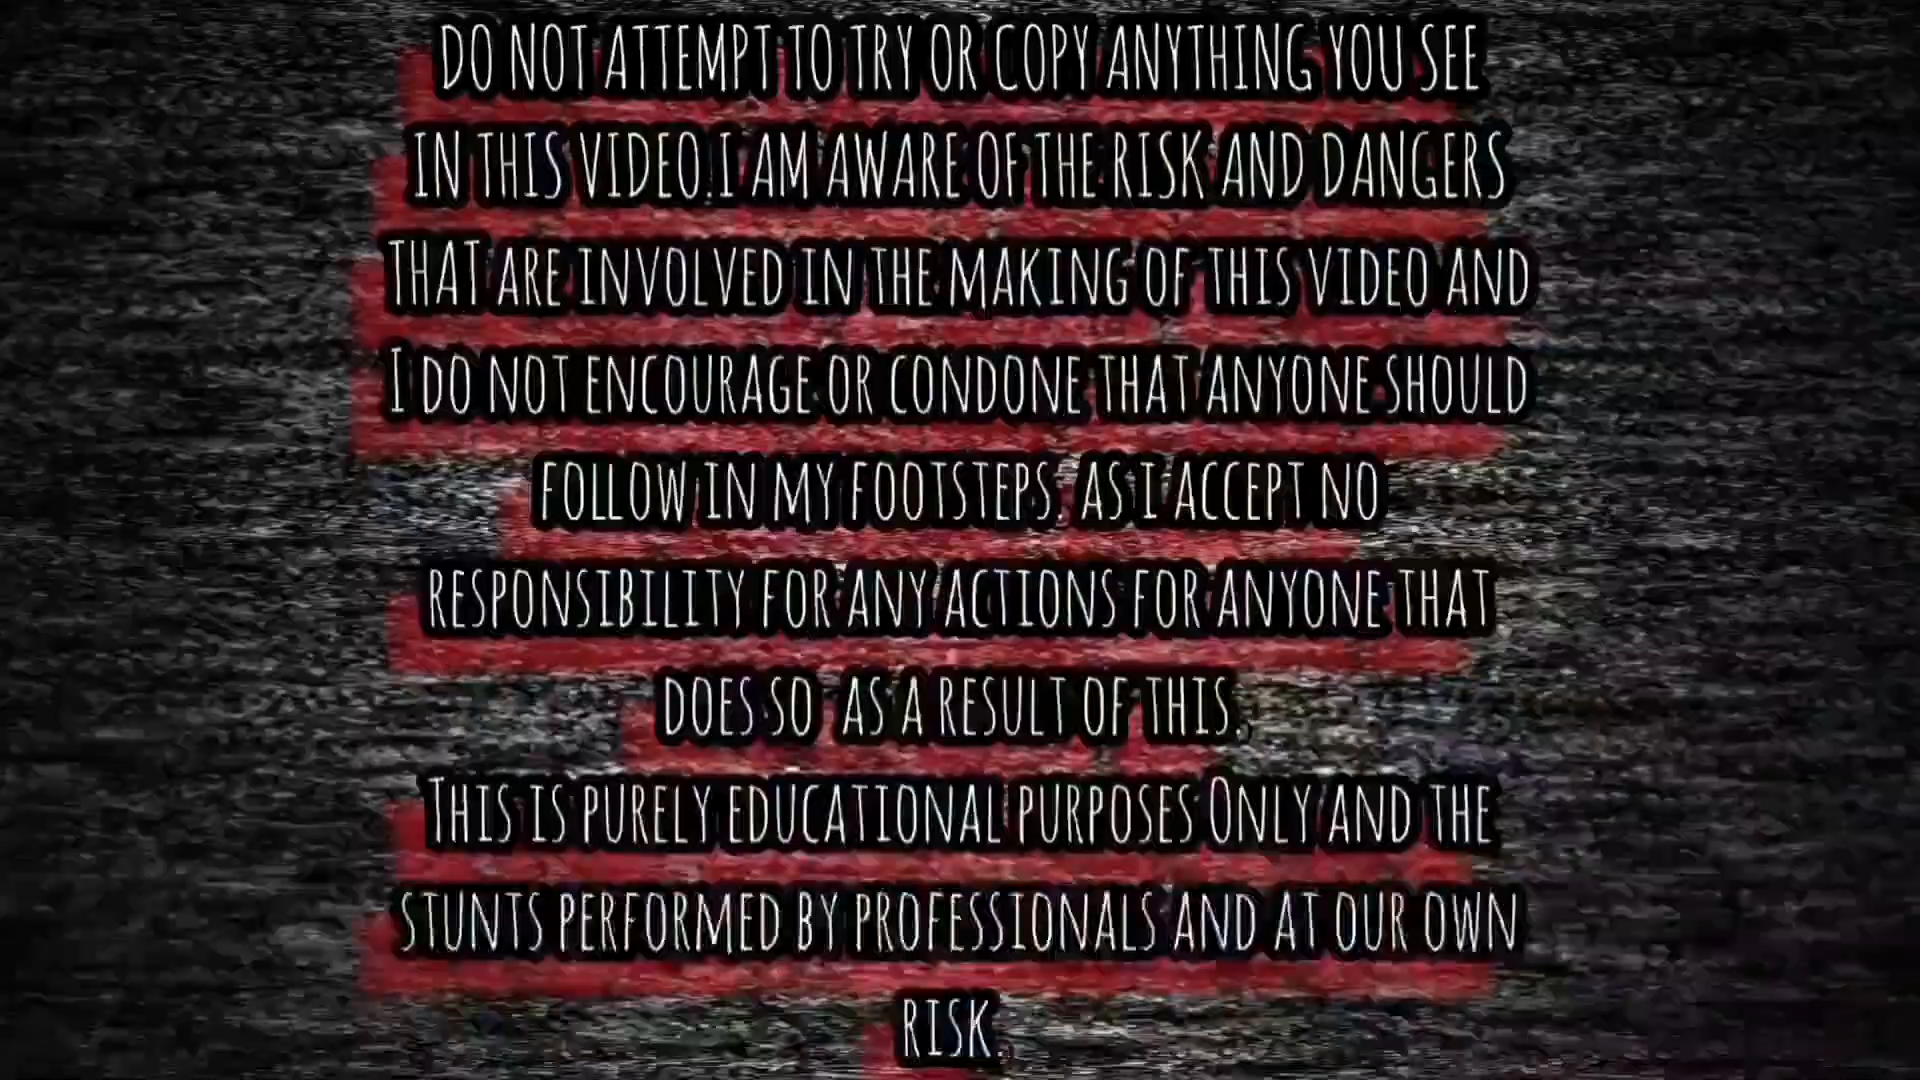 DO NOT ATTEMPT TO TRY OR COPY ANYTHING YOU SEE
IN THIS VIDEO.I AM AWARE OF THE RISK AND DANGERS
THAT ARE INVOLVED IN THE MAKING OF THIS VIDEO AND
I DO NOT ENCOURAGE OR CONDONE THAT ANYONE SHOULD
FOLLOW IN MY FOOTSTEPS. AS I ACCEPT NO
RESPONSIBILITY FOR ANY ACTIONS FOR ANYONE THAT
DOES SO AS A RESULT OF THIS.
THIS IS PURELY EDUCATIONAL PURPOSES ONLY AND THE
STUNTS PERFORMED BY PROFESSIONALS AND AT OUR OWN
RISK.